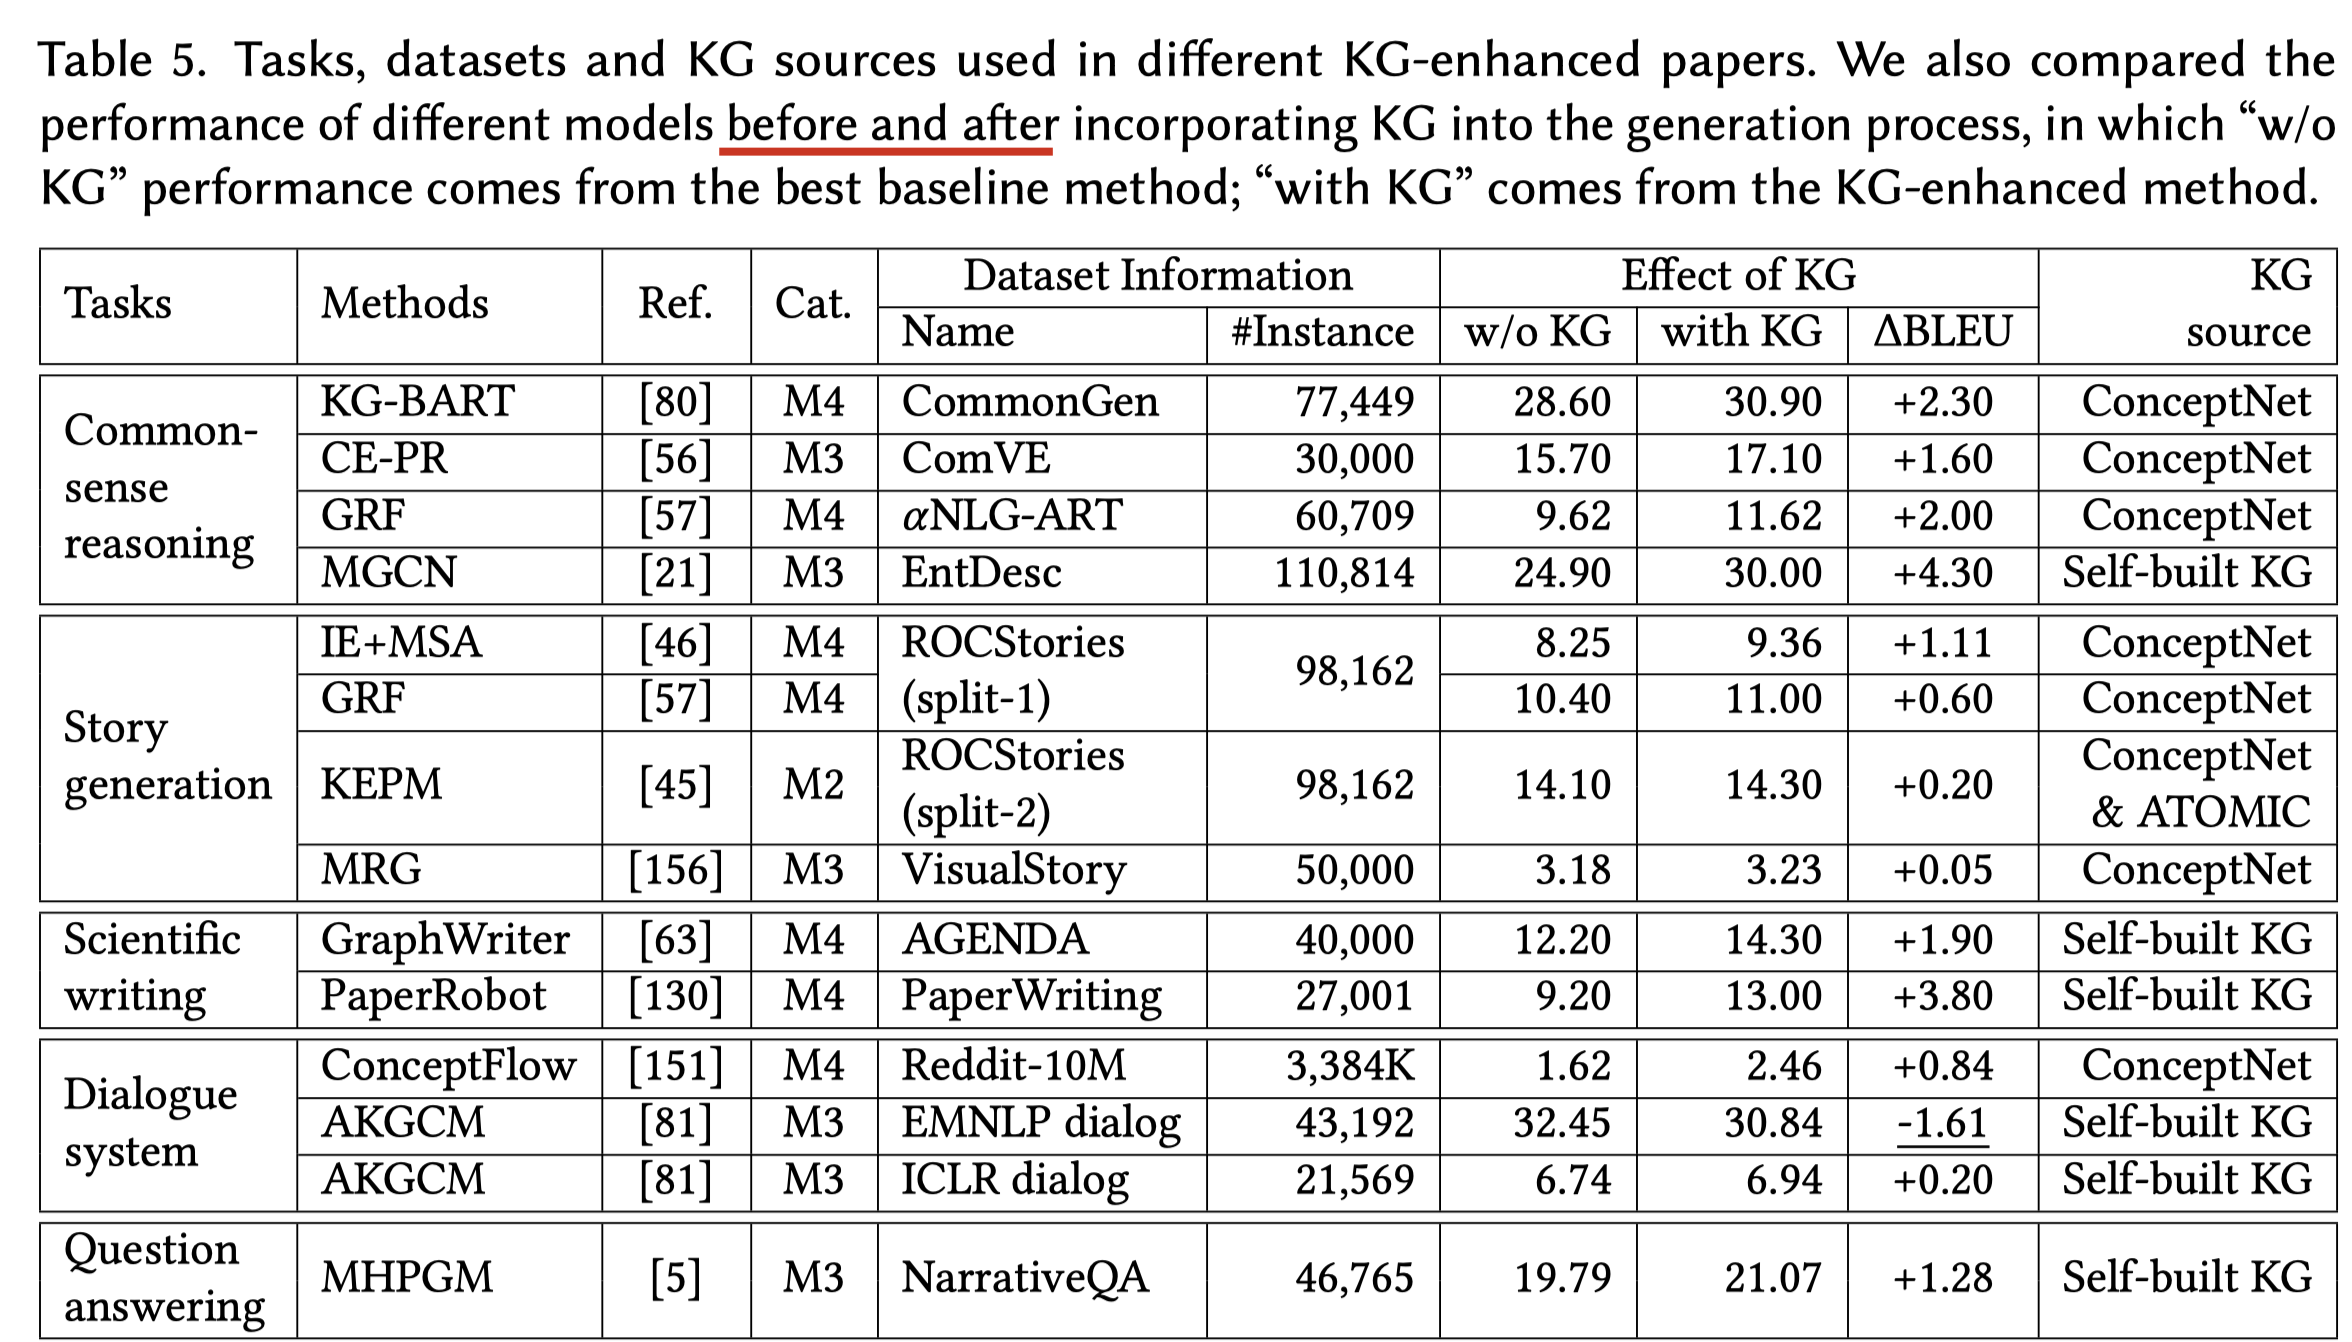 Table 5. Tasks, datasets and KG sources used in different KG-enhanced papers. We also compared the
performance of different models before and after incorporating KG into the generation process, in which “w/o
KG” performance comes from the best baseline method; “with KG” comes from the KG-enhanced method.
Tasks Methods Ref. Cat. Dataset Information Effect of KG KG source
Name #Instance w/o KG with KG ΔBLEU
Common-
sense
reasoning
KG-BART [80] M4 CommonGen 77,449 28.60 30.90 +2.30 ConceptNet
CE-PR [56] M3 ComVE 30,000 15.70 17.10 +1.60 ConceptNet
GRF [57] M4 αNLG-ART 60,709 9.62 11.62 +2.00 ConceptNet
MGCN [21] M3 EntDesc 110,814 24.90 30.00 +4.30 Self-built KG
Story
generation
IE+MSA [46] M4 ROCStories 98,162 8.25 9.36 +1.11 ConceptNet
GRF [57] M4 (split-1) 10.40 11.00 +0.60 ConceptNet
KEPM [45] M2 ROCStories (split-2) 98,162 14.10 14.30 +0.20 ConceptNet & ATOMIC
MRG [156] M3 VisualStory 50,000 3.18 3.23 +0.05 ConceptNet
Scientific
writing
GraphWriter [63] M4 AGENDA 40,000 12.20 14.30 +1.90 Self-built KG
PaperRobot [130] M4 PaperWriting 27,001 9.20 13.00 +3.80 Self-built KG
Dialogue
system
ConceptFlow [151] M4 Reddit-10M 3,384K 1.62 2.46 +0.84 ConceptNet
AKGCM [81] M3 EMNLP dialog 43,192 32.45 30.84 -1.61 Self-built KG
AKGCM [81] M3 ICLR dialog 21,569 6.74 6.94 +0.20 Self-built KG
Question
answering
MHPGM [5] M3 NarrativeQA 46,765 19.79 21.07 +1.28 Self-built KG